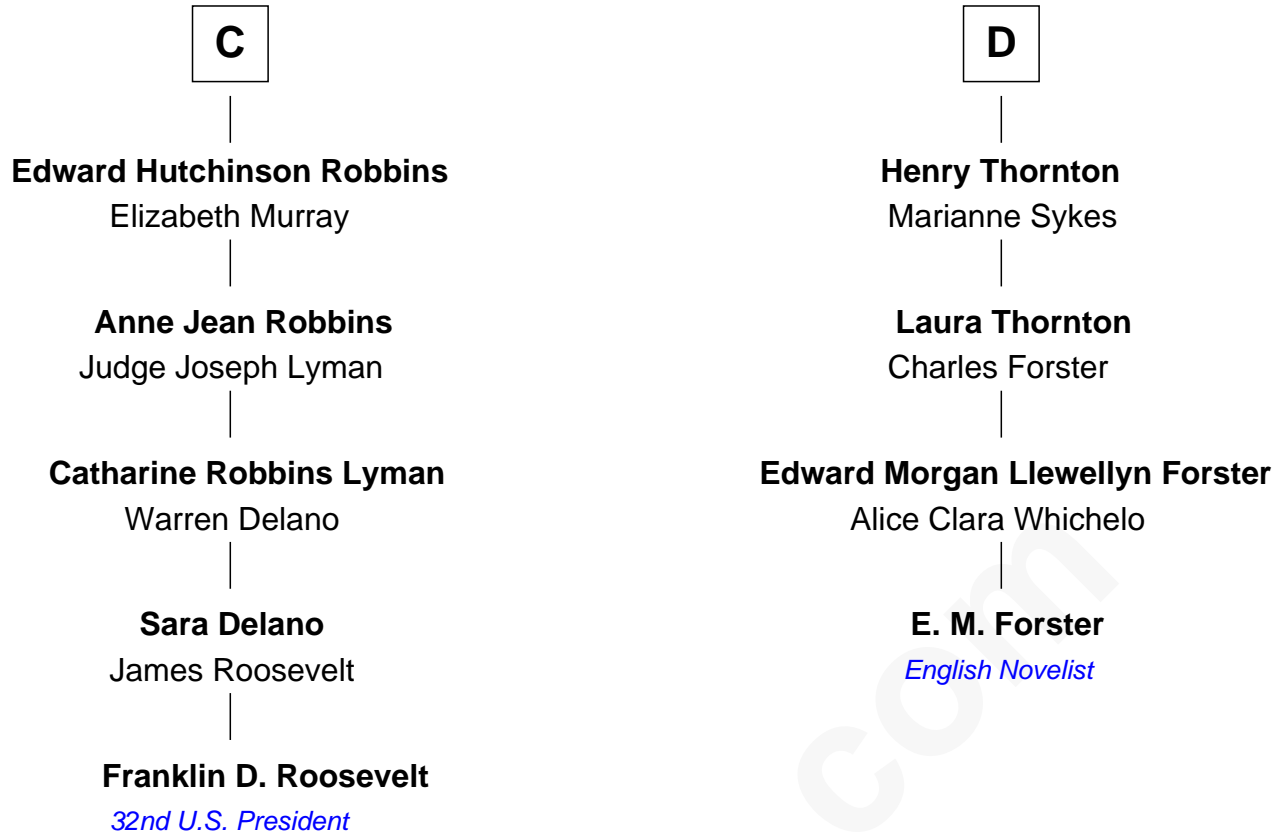 C
Edward Hutchinson Robbins
Elizabeth Murray
Anne Jean Robbins
Judge Joseph Lyman
Catharine Robbins Lyman
Warren Delano
Sara Delano
James Roosevelt
Franklin D. Roosevelt
32nd U.S. President
D
Henry Thornton
Marianne Sykes
Laura Thornton
Charles Forster
Edward Morgan Llewellyn Forster
Alice Clara Whichelo
E. M. Forster
English Novelist
com